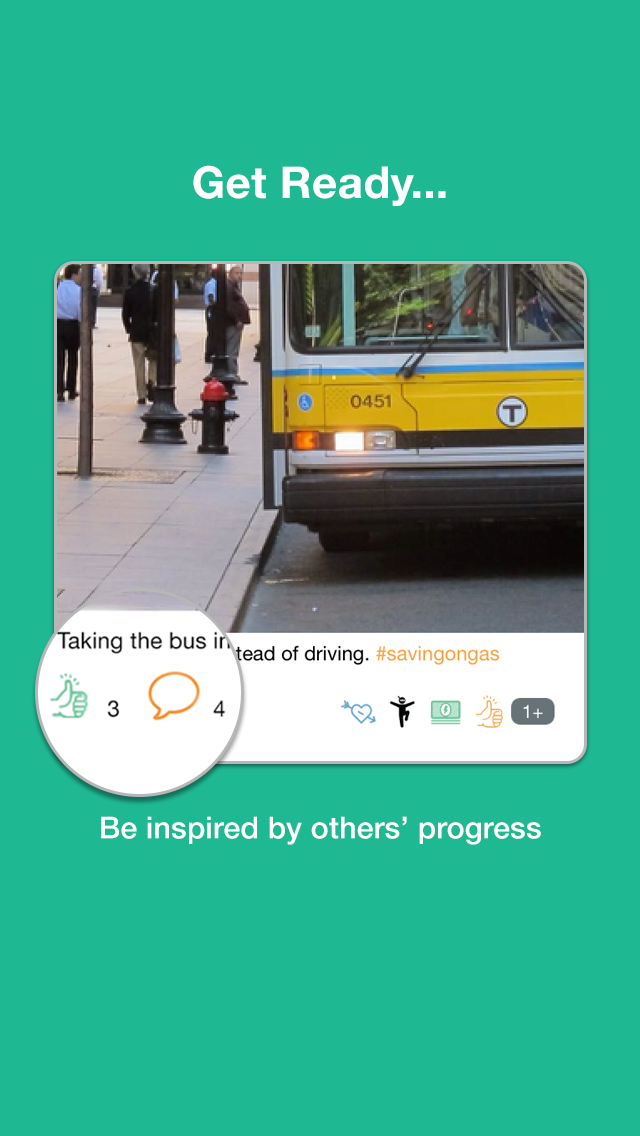 Get Ready...
0451
T
Taking the bus instead of driving. #savingongas
3 4 1+
Be inspired by others’ progress